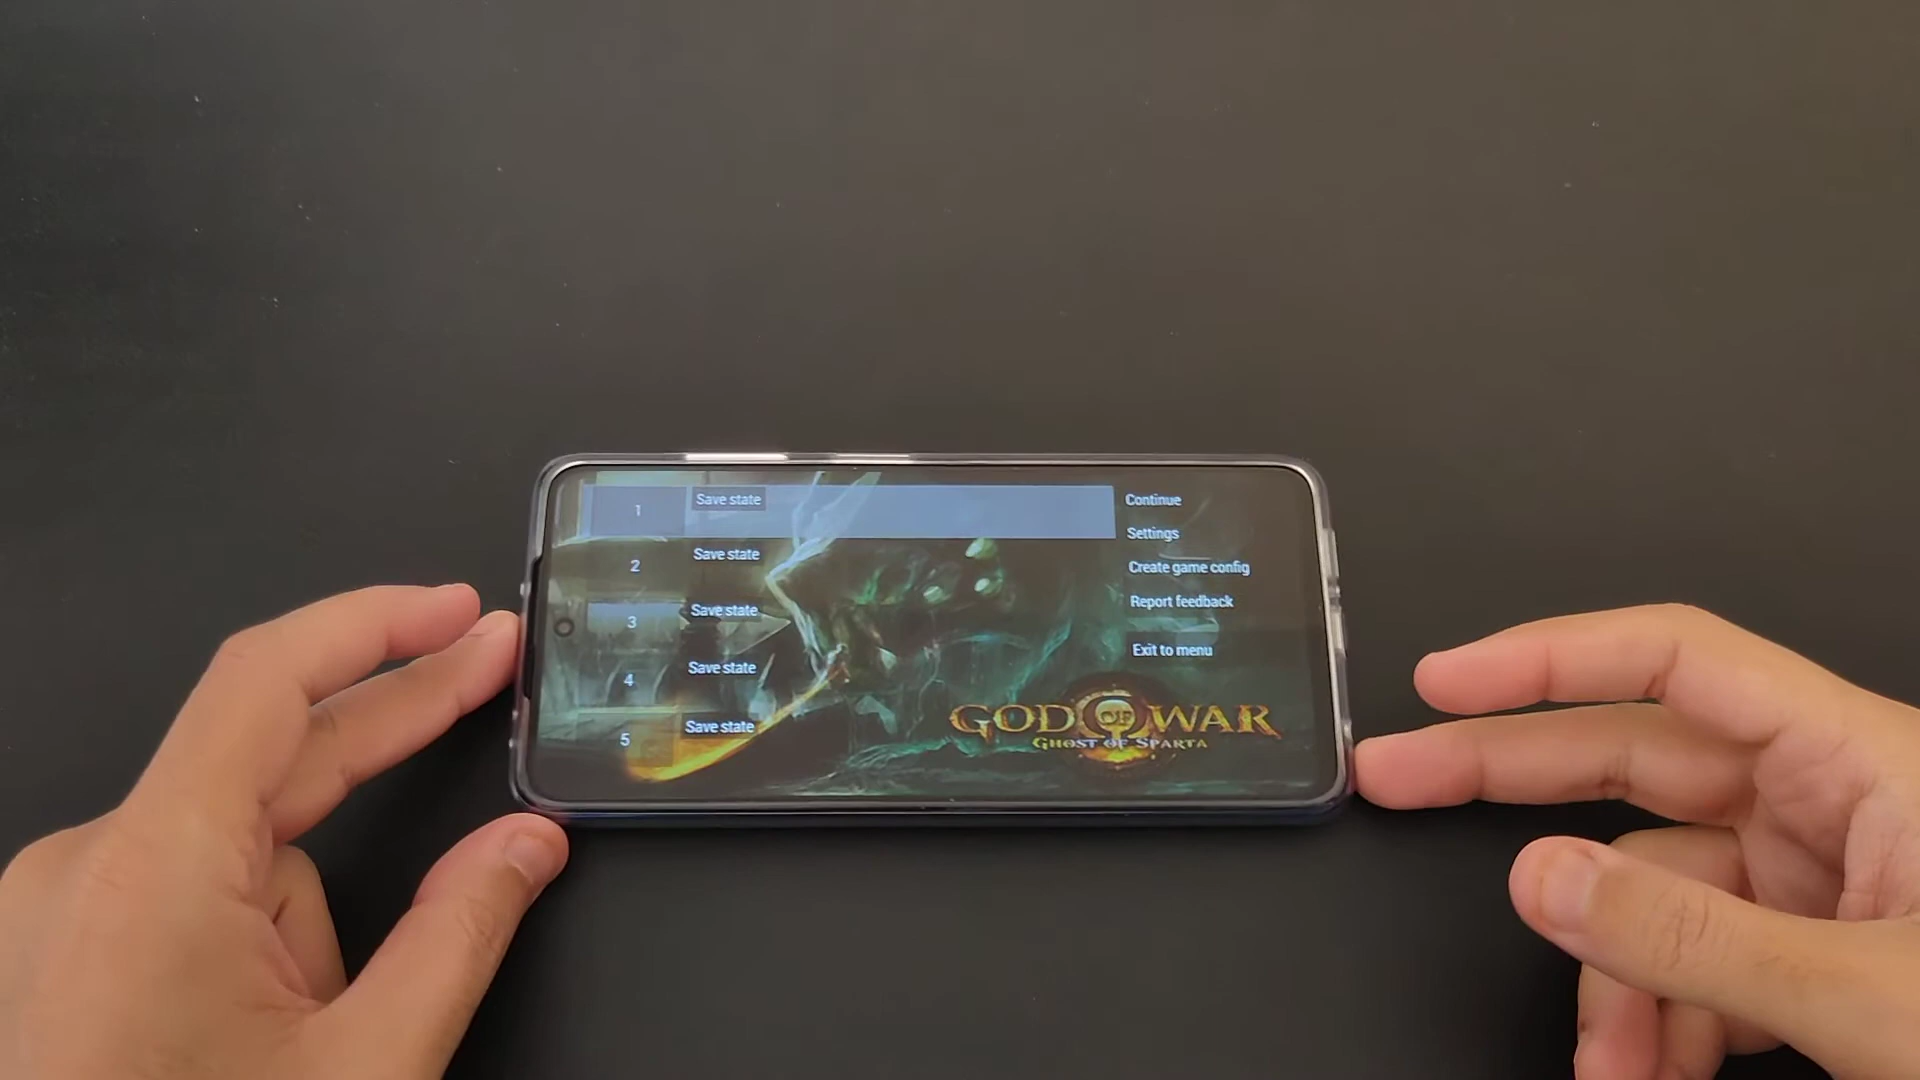 1 Save state
2 Save state
3 Save state
4 Save state
5 Save state
Continue
Settings
Create game config
Report feedback
Exit to menu
GOD OF WAR
GHOST OF SPARTA